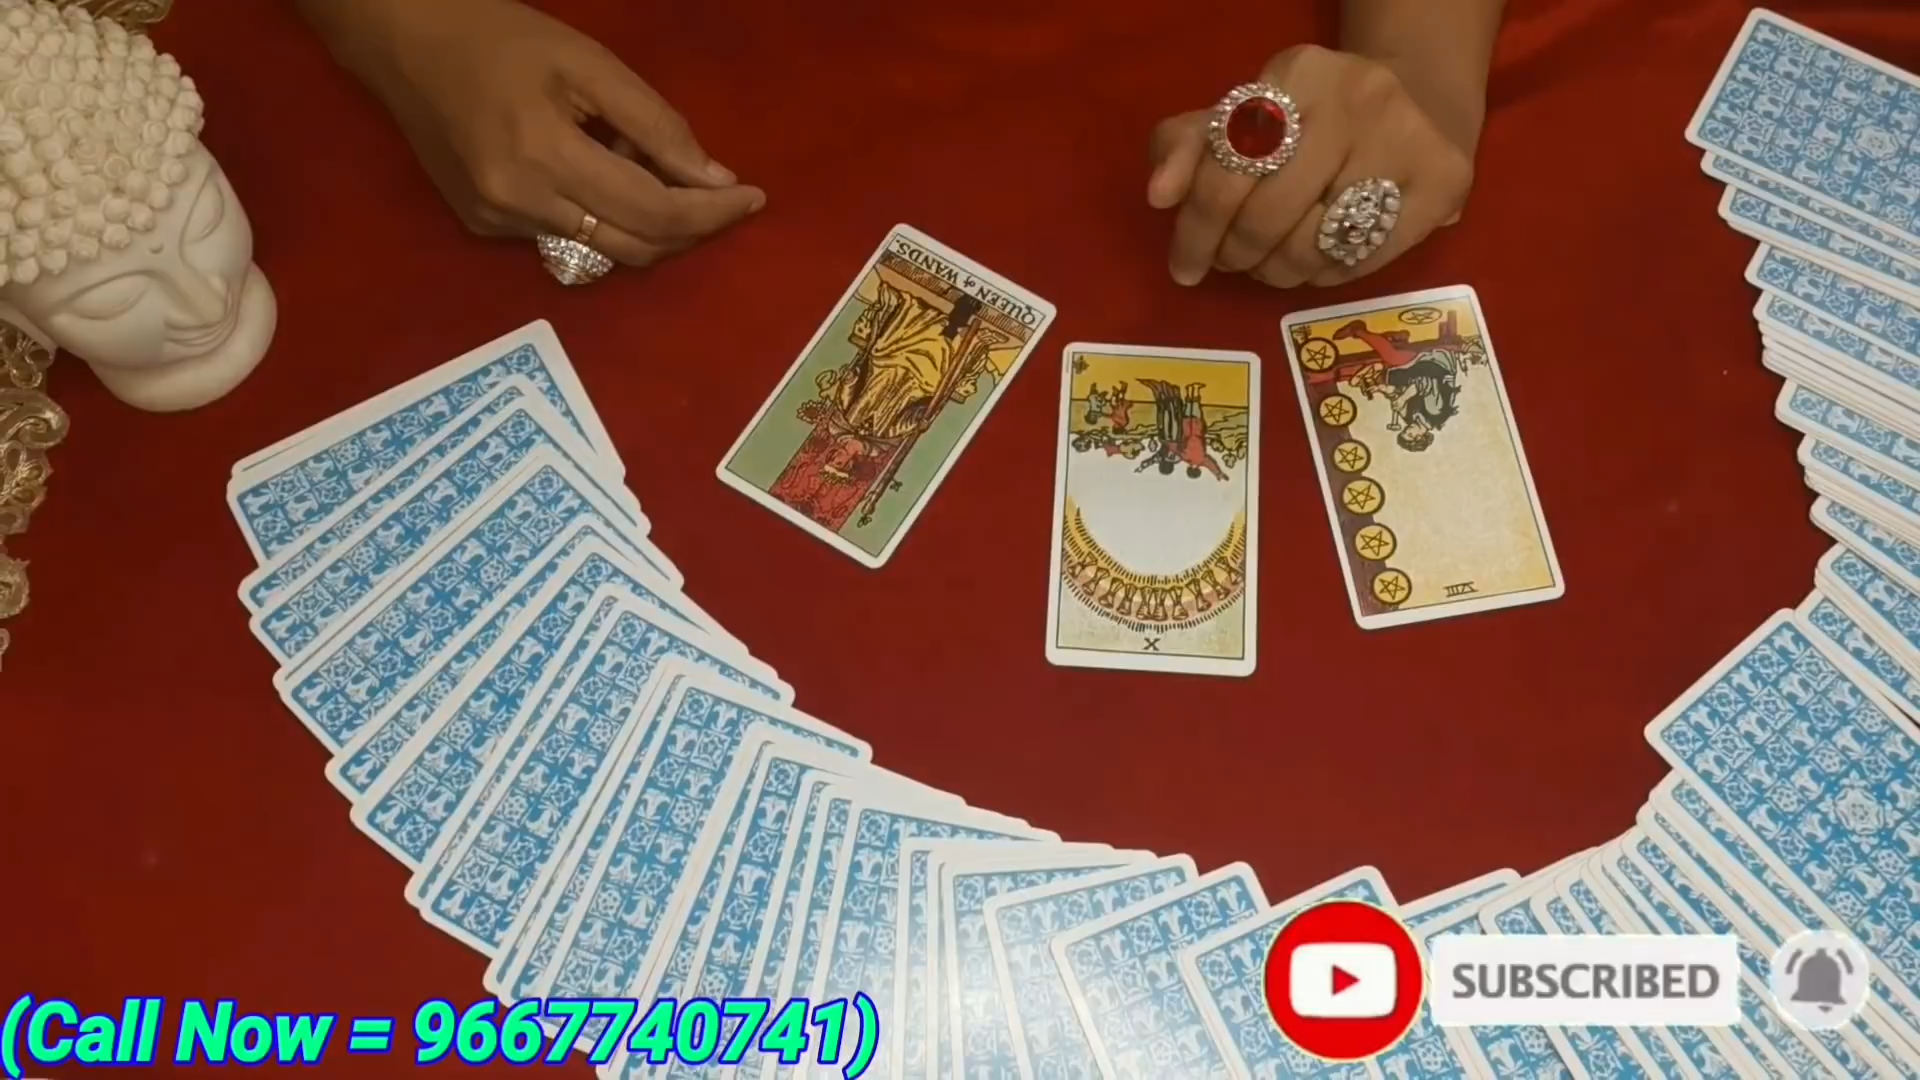 QUEEN of WANDS.
X
VIII
SUBSCRIBED
(Call Now = 9667740741)